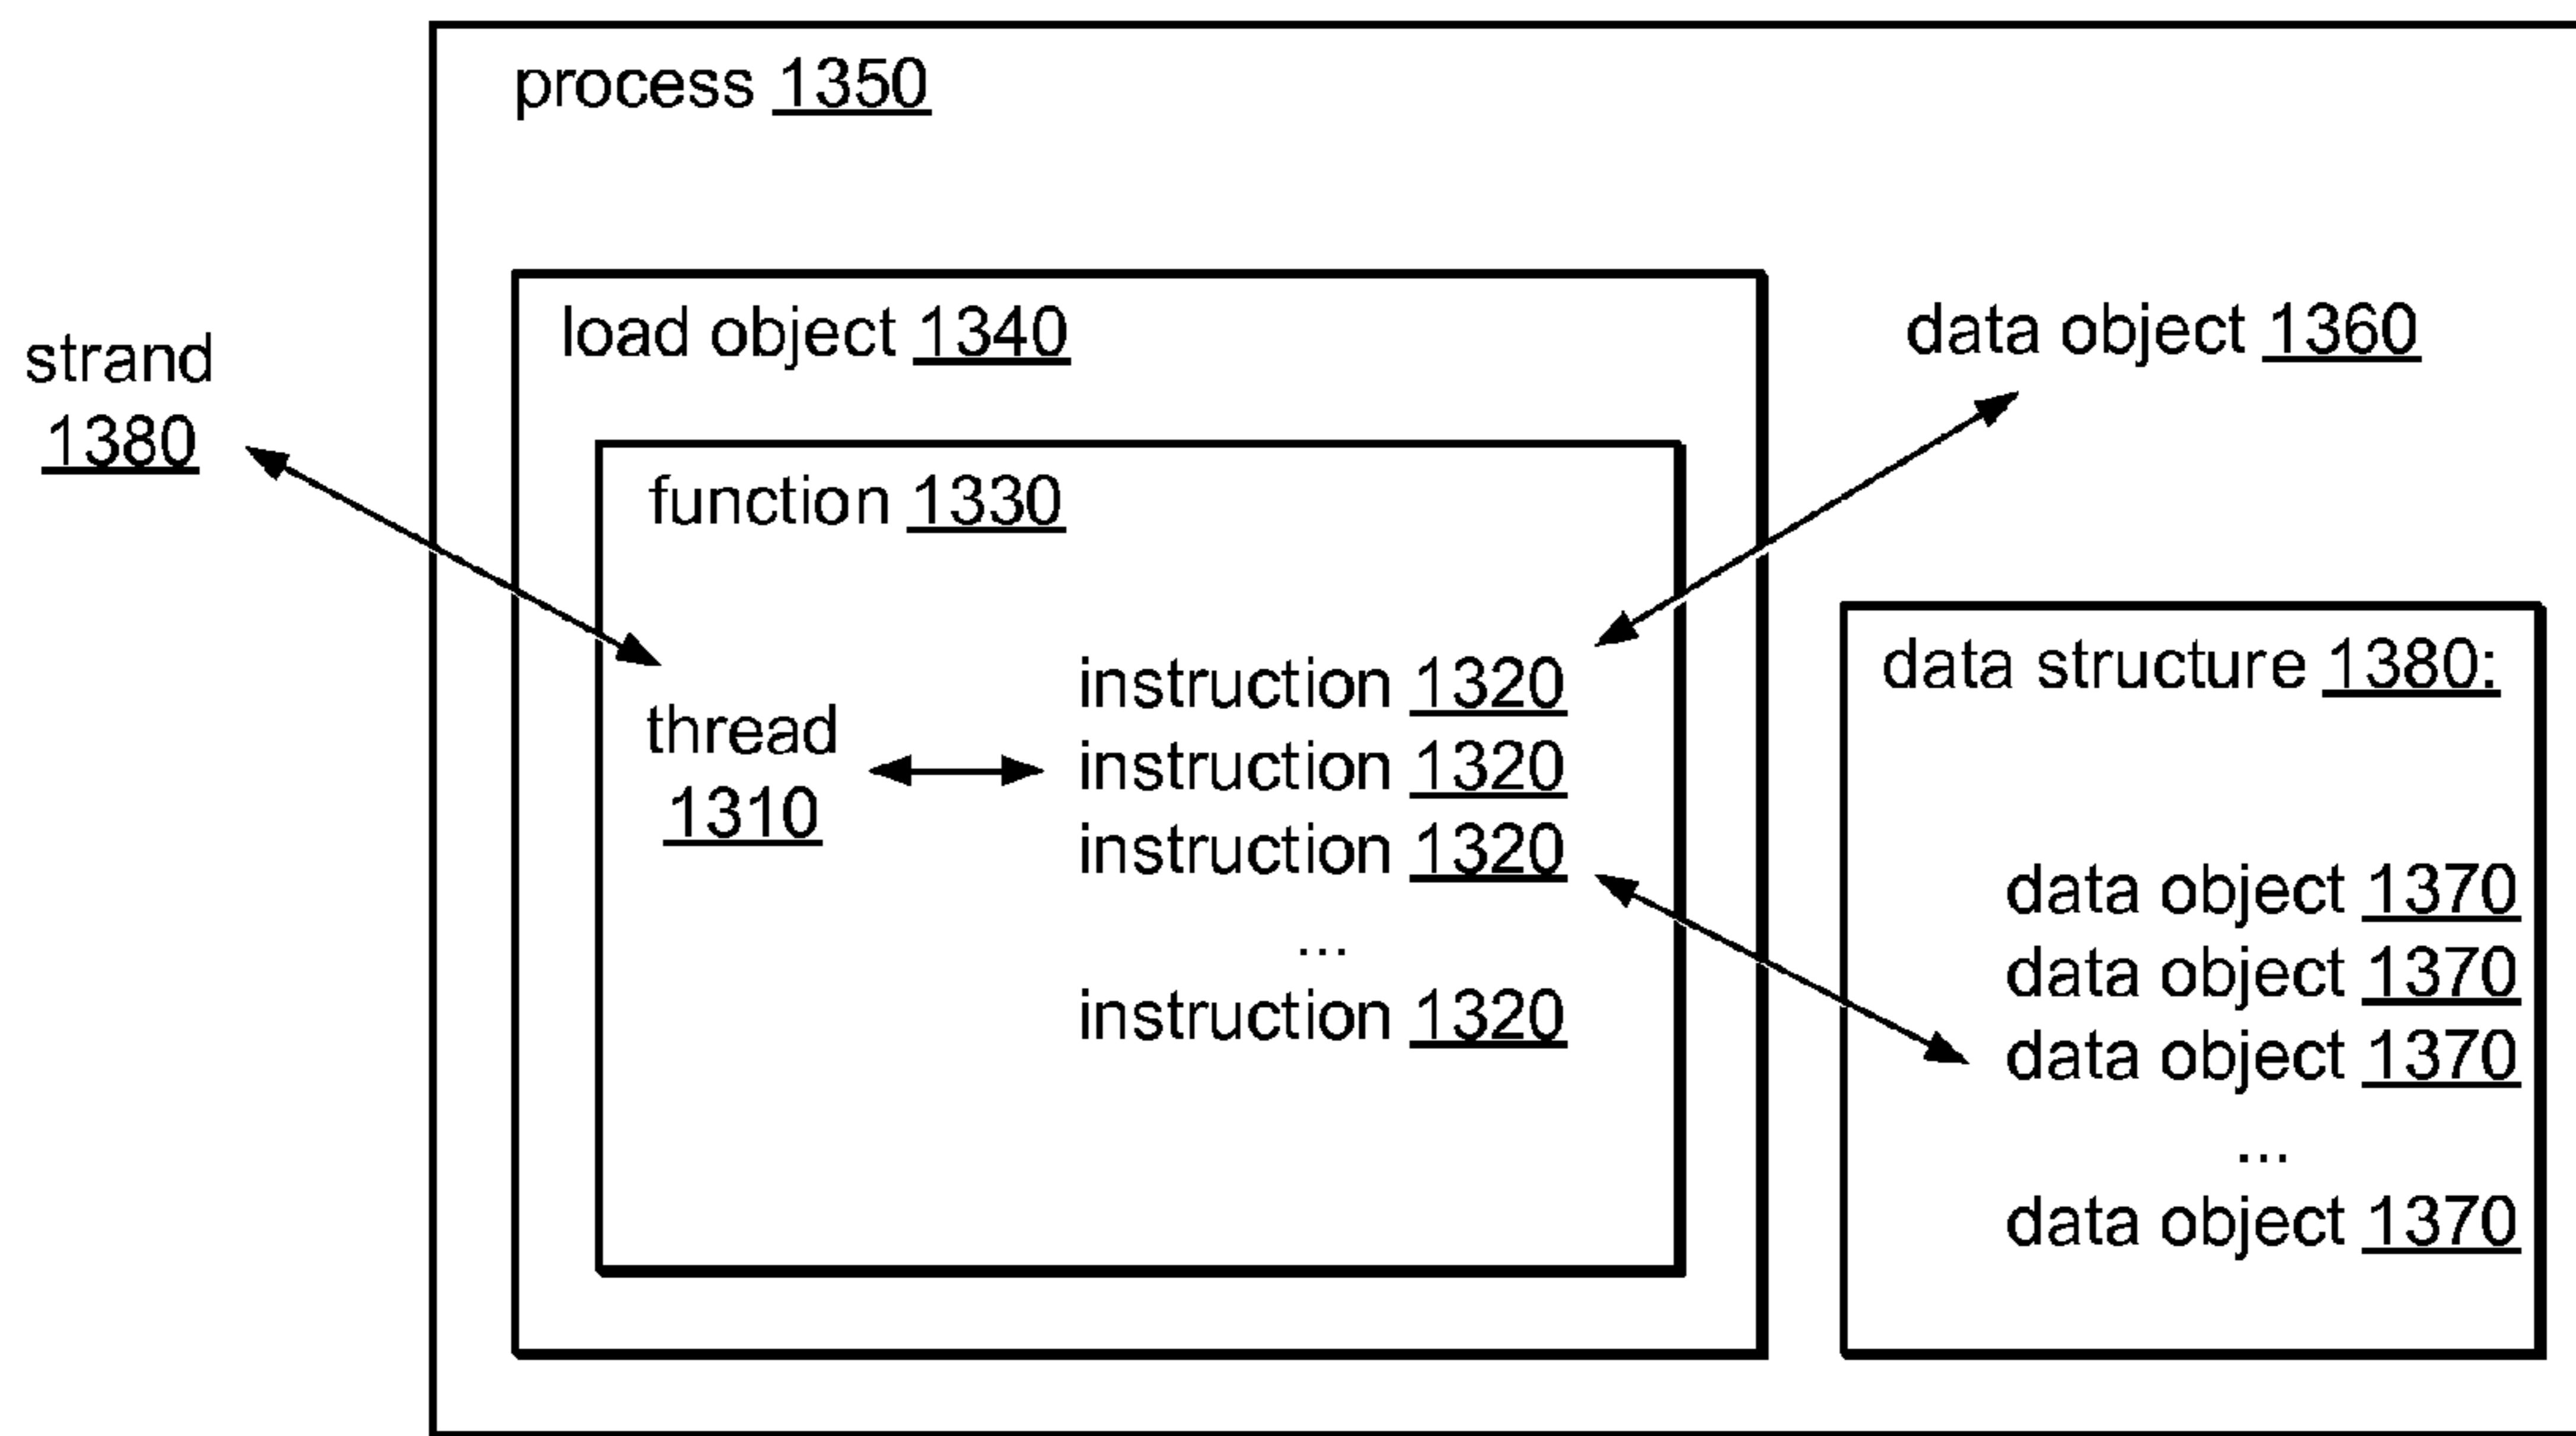 process 1350
load object 1340
data object 1360
strand
1380
function 1330
data structure 1380:
instruction 1320
thread
1310
instruction 1320
instruction 1320
...
instruction 1320
data object 1370
data object 1370
data object 1370
...
data object 1370